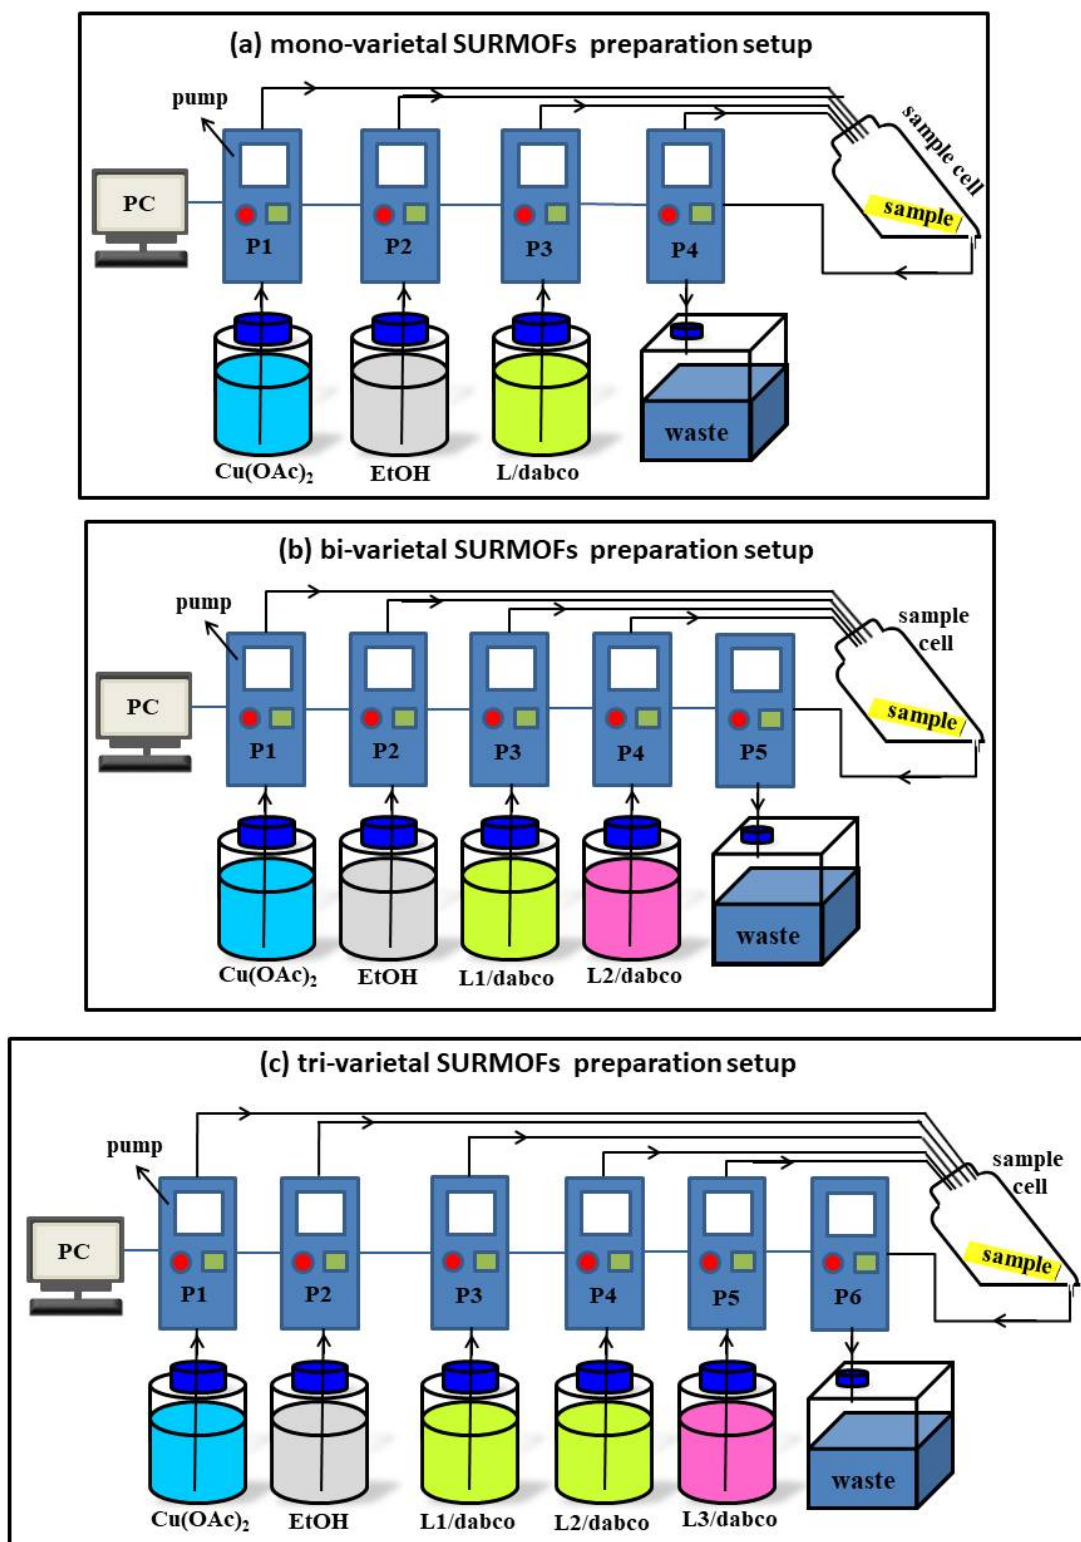 (a) mono-varietal SURMOFs preparation setup
pump
sample cell
PC
sample
P1
P2
P3
P4
waste
Cu(OAc)₂
EtOH
L/dabco
(b) bi-varietal SURMOFs preparation setup
pump
sample
cell
PC
sample
P1
P2
P3
P4
P5
waste
Cu(OAc)₂
EtOH
L1/dabco
L2/dabco
(c) tri-varietal SURMOFs preparation setup
pump
sample
cell
PC
sample
P1
P2
P3
P4
P5
P6
waste
Cu(OAc)₂
EtOH
L1/dabco
L2/dabco
L3/dabco